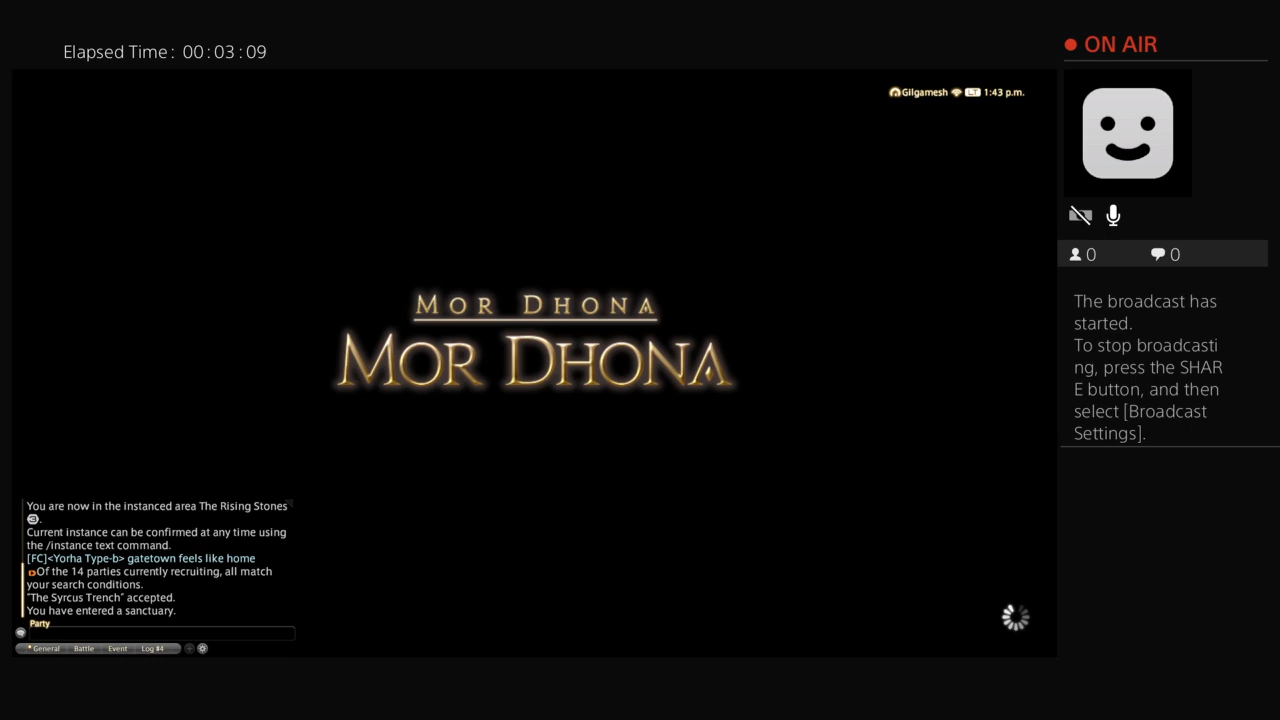 Elapsed Time: 00:03:09
ON AIR
Gilgamesh LT 1:43 p.m.
0 0
The broadcast has
started.
To stop broadcasti
ng, press the SHAR
E button, and then
select [Broadcast
Settings].
MOR DHONA
MOR DHONA
You are now in the instanced area The Rising Stones
3.
Current instance can be confirmed at any time using
the /instance text command.
[FC]<Yorha Type-b> gatetown feels like home
Of the 14 parties currently recruiting, all match
your search conditions.
"The Syrcus Trench" accepted.
You have entered a sanctuary.
Party
General Battle Event Log #4